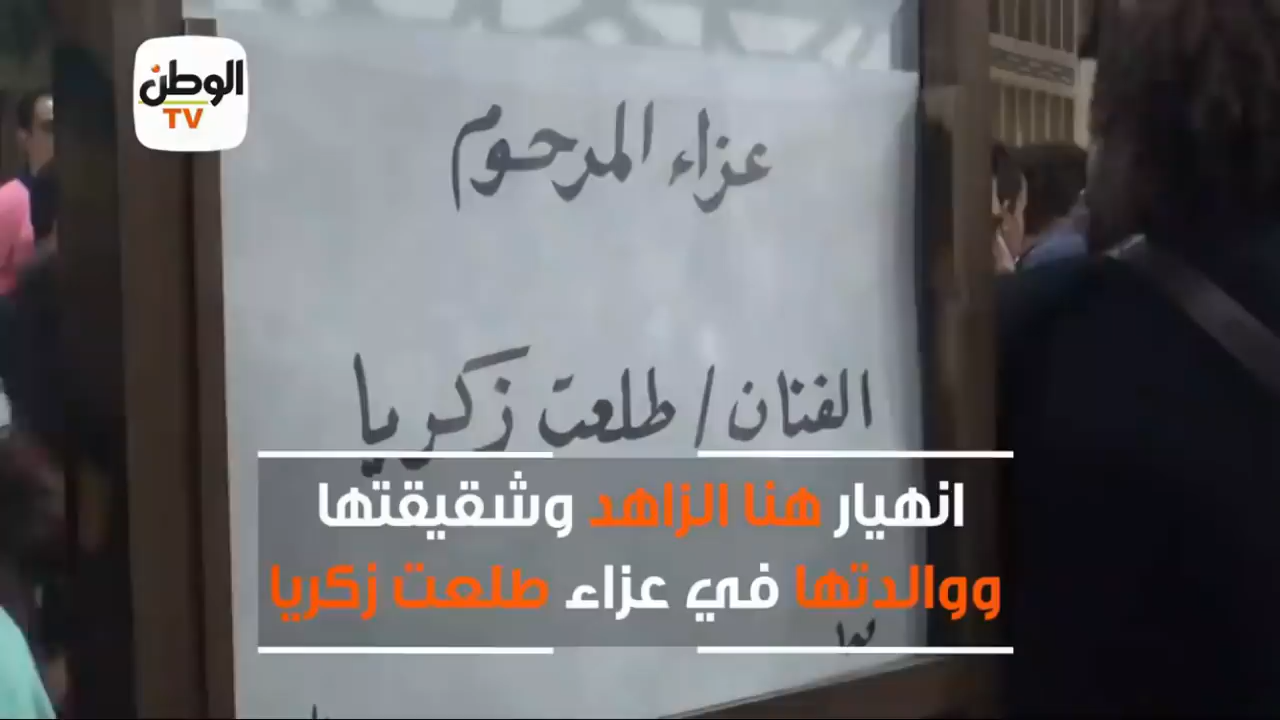 الوطن
TV
عزاء المرحوم
الفنان / طلعت زكريا
انهيار هنا الزاهد وشقيقتها
ووالدتها في عزاء طلعت زكريا